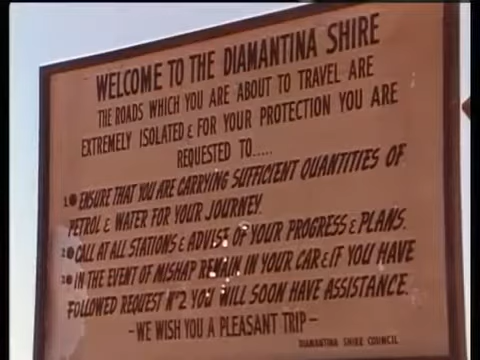 WELCOME TO THE DIAMANTINA SHIRE
THE ROADS WHICH YOU ARE ABOUT TO TRAVEL ARE
EXTREMELY ISOLATED & FOR YOUR PROTECTION YOU ARE
REQUESTED TO.....
1● ENSURE THAT YOU ARE CARRYING SUFFICIENT QUANTITIES OF
PETROL & WATER FOR YOUR JOURNEY.
2● CALL AT ALL STATIONS & ADVISE OF YOUR PROGRESS & PLANS.
3● IN THE EVENT OF MISHAP REMAIN IN YOUR CAR & IF YOU HAVE
FOLLOWED REQUEST Nº2 YOU WILL SOON HAVE ASSISTANCE.
-WE WISH YOU A PLEASANT TRIP-
DIAMANTINA SHIRE COUNCIL